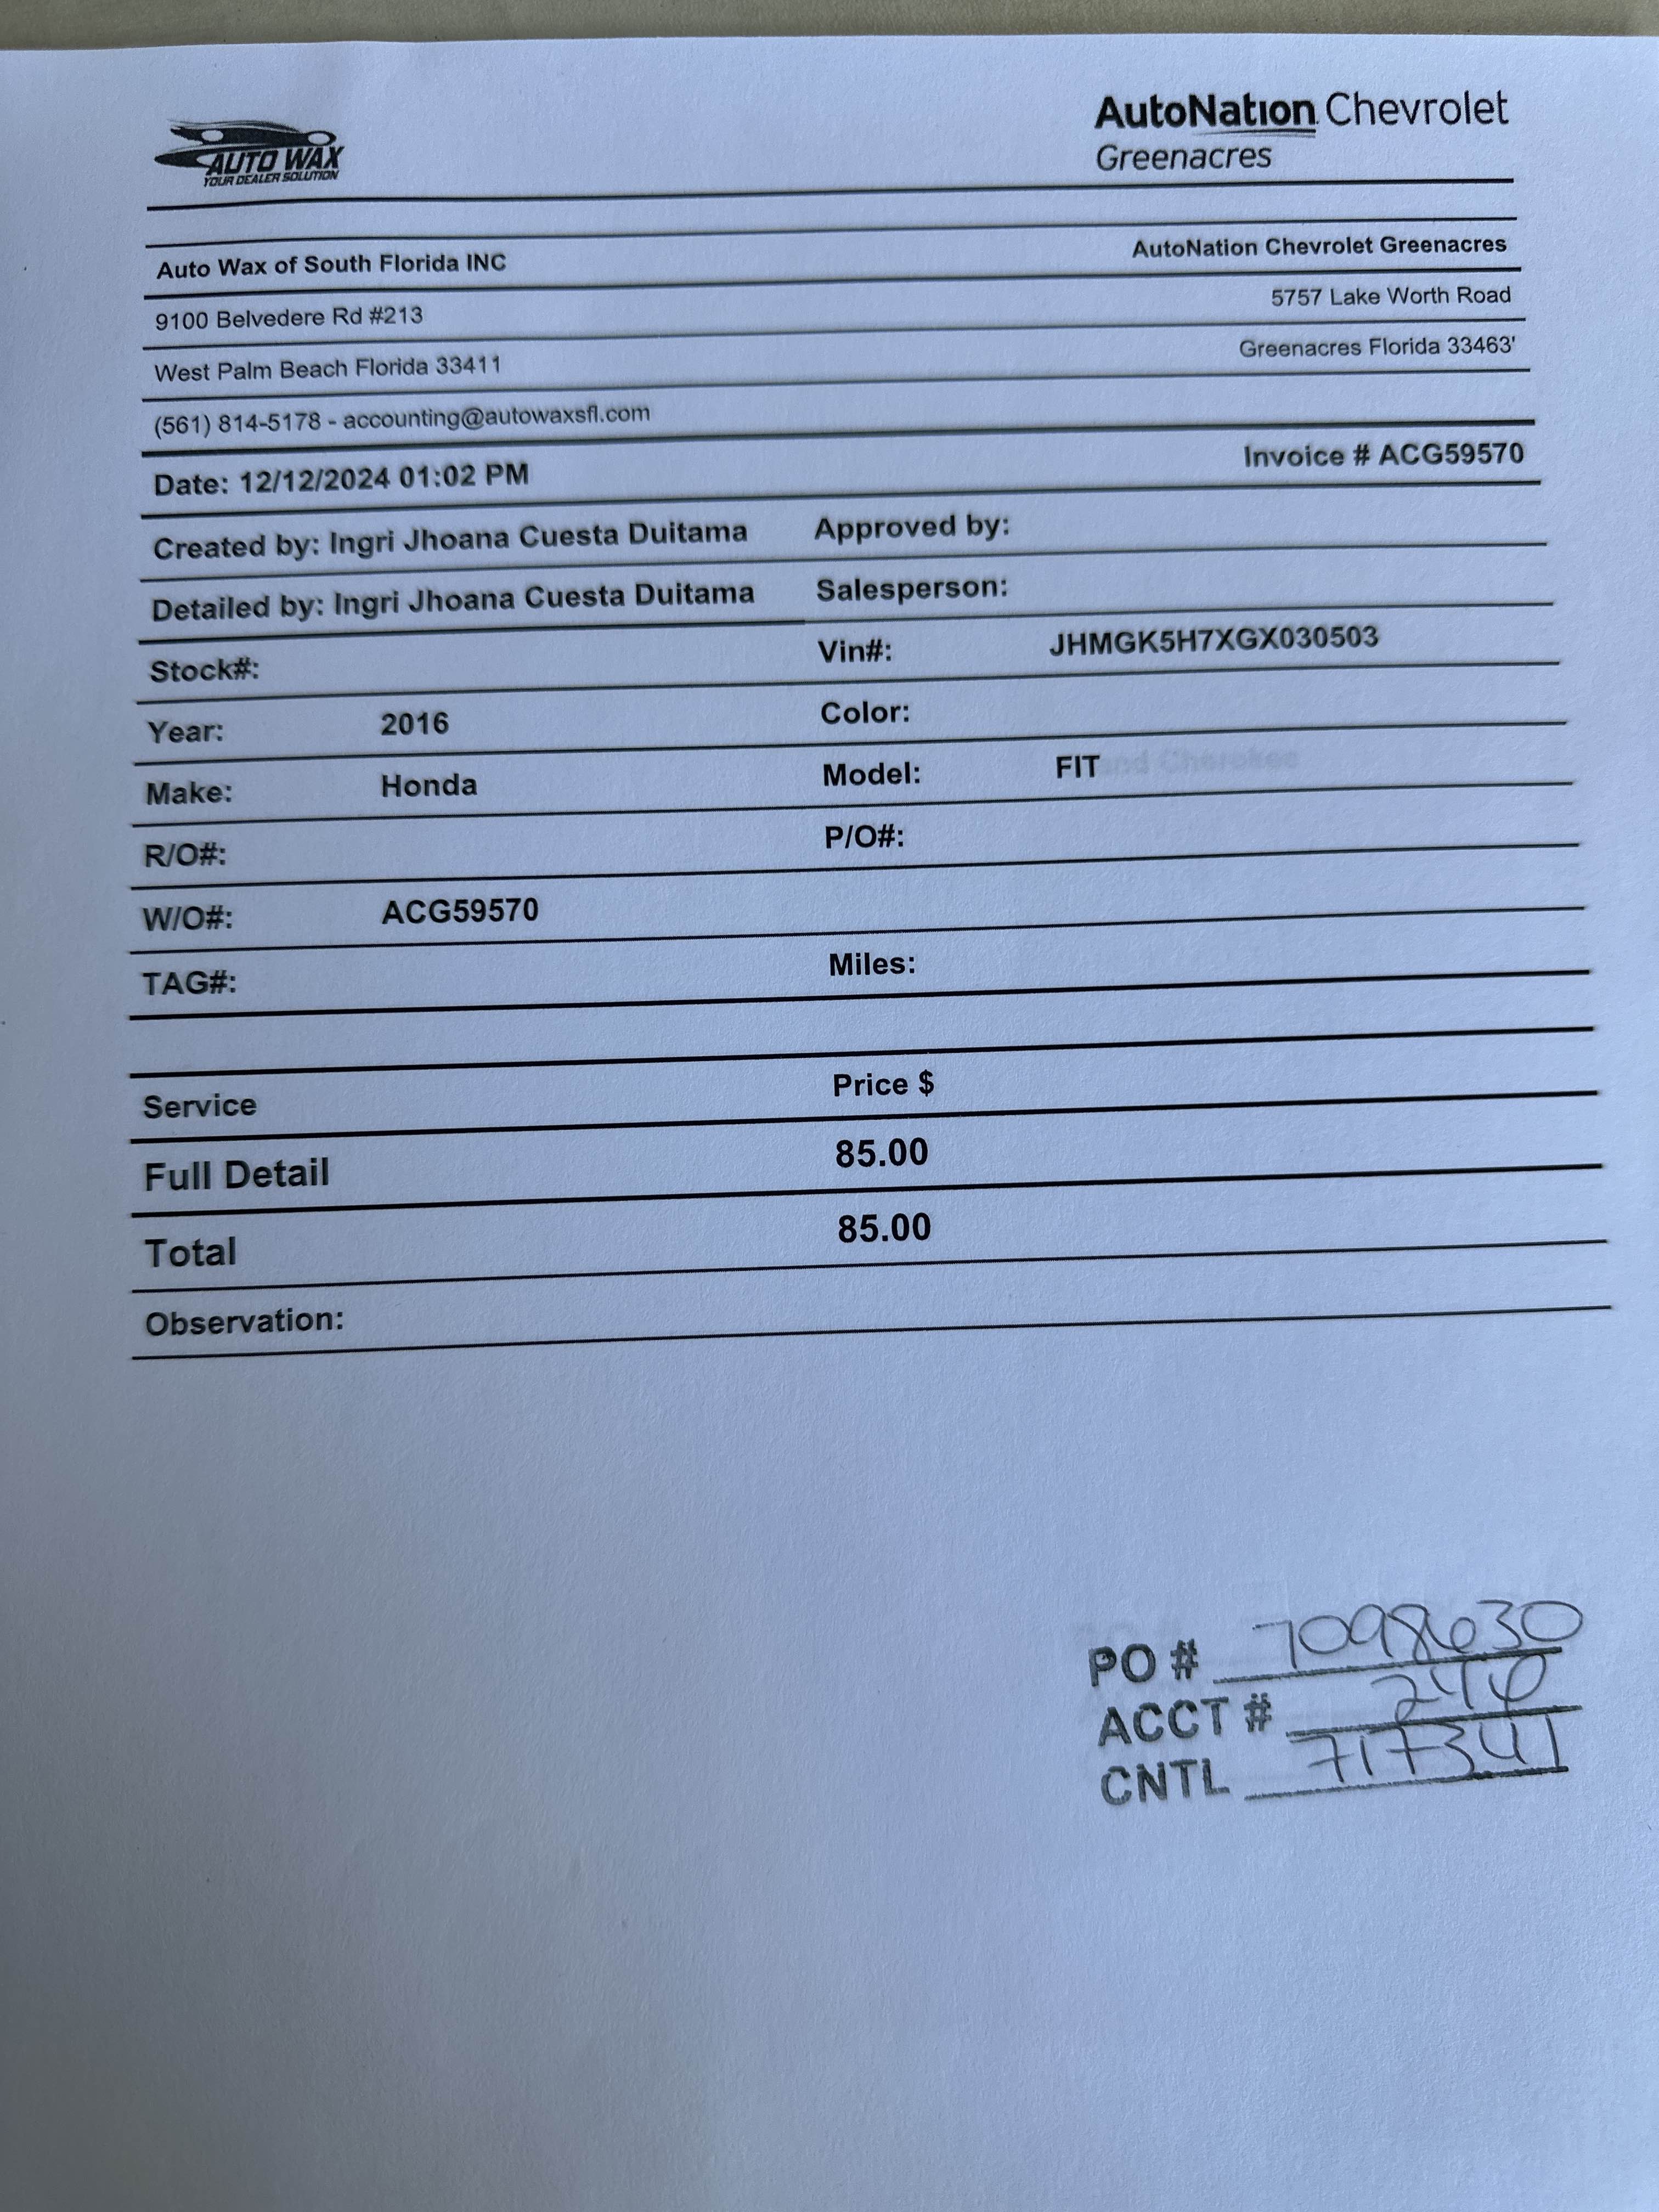 AUTO WAX
YOUR DEALER SOLUTION
AutoNation Chevrolet
Greenacres
Auto Wax of South Florida INC AutoNation Chevrolet Greenacres
9100 Belvedere Rd #213 5757 Lake Worth Road
West Palm Beach Florida 33411 Greenacres Florida 33463'
(561) 814-5178 - accounting@autowaxsfl.com
Date: 12/12/2024 01:02 PM Invoice # ACG59570
Created by: Ingri Jhoana Cuesta Duitama Approved by:
Detailed by: Ingri Jhoana Cuesta Duitama Salesperson:
Stock#: Vin#: JHMGK5H7XGX030503
Year: 2016 Color:
Make: Honda Model: FIT
R/O#: P/O#:
W/O#: ACG59570
TAG#: Miles:
Service Price $
Full Detail 85.00
Total 85.00
Observation:
PO # 7098630
ACCT #
CNTL 717341